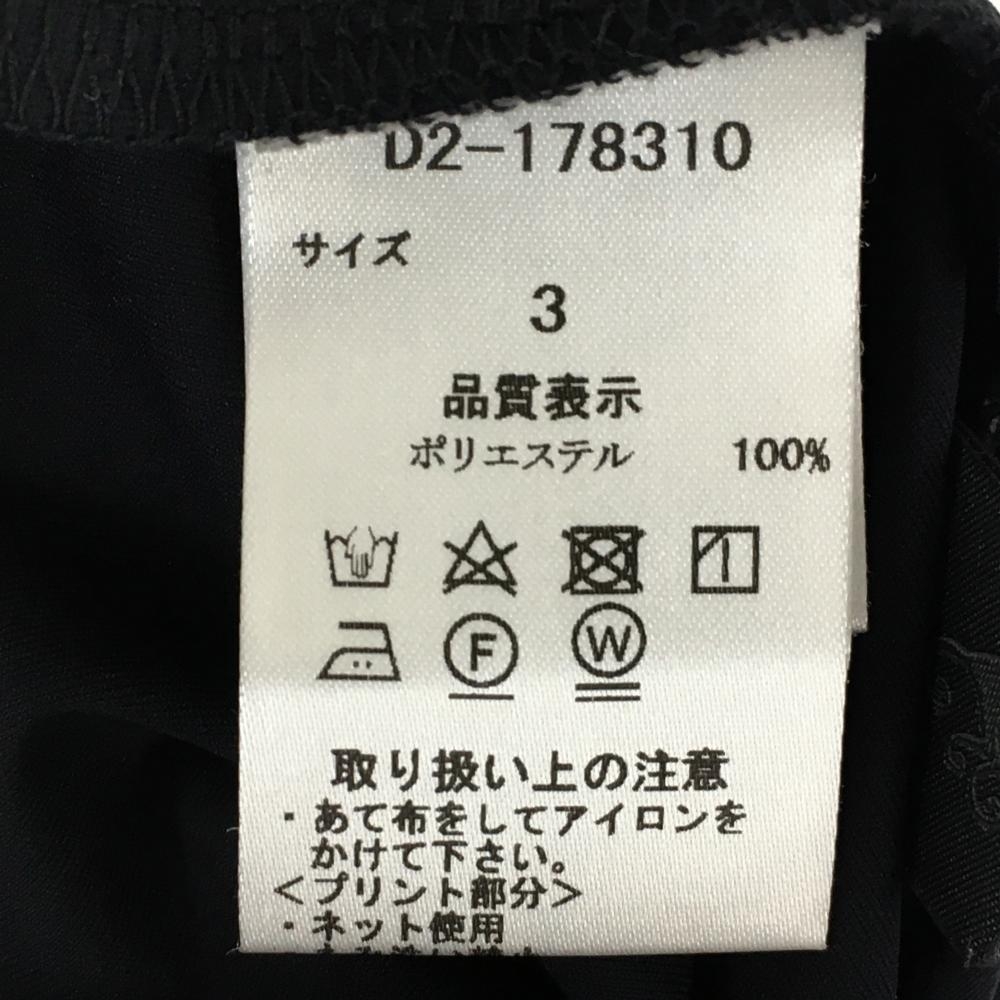 D2-178310
サイズ
3
品質表示
ポリエステル 100%
F W
取り扱い上の注意
・あて布をしてアイロンを
かけて下さい。
<プリント部分>
・ネット使用